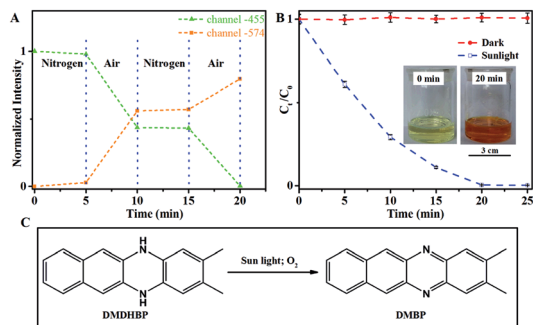 A
channel -455
channel -574
Nitrogen
Air
Nitrogen
Air
Normalized Intensity
1
0
0
5
10
15
20
Time (min)
B
Dark
Sunlight
0 min
20 min
3 cm
Ct/C0
1
0
0
5
10
15
20
25
Time (min)
C
H
N
N
H
DMDHBP
Sun light; O2
N
N
DMBP